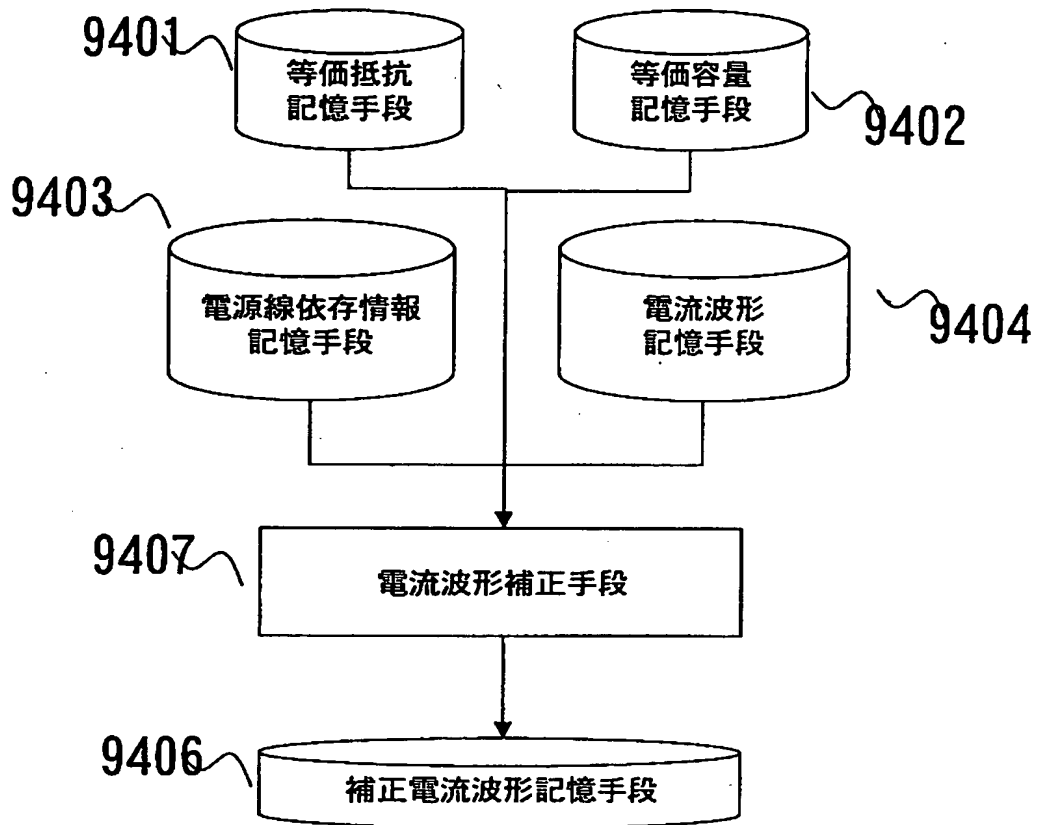 9401
等価抵抗
記憶手段
等価容量
記憶手段
9402
9403
電源線依存情報
記憶手段
電流波形
記憶手段
9404
9407
電流波形補正手段
9406
補正電流波形記憶手段